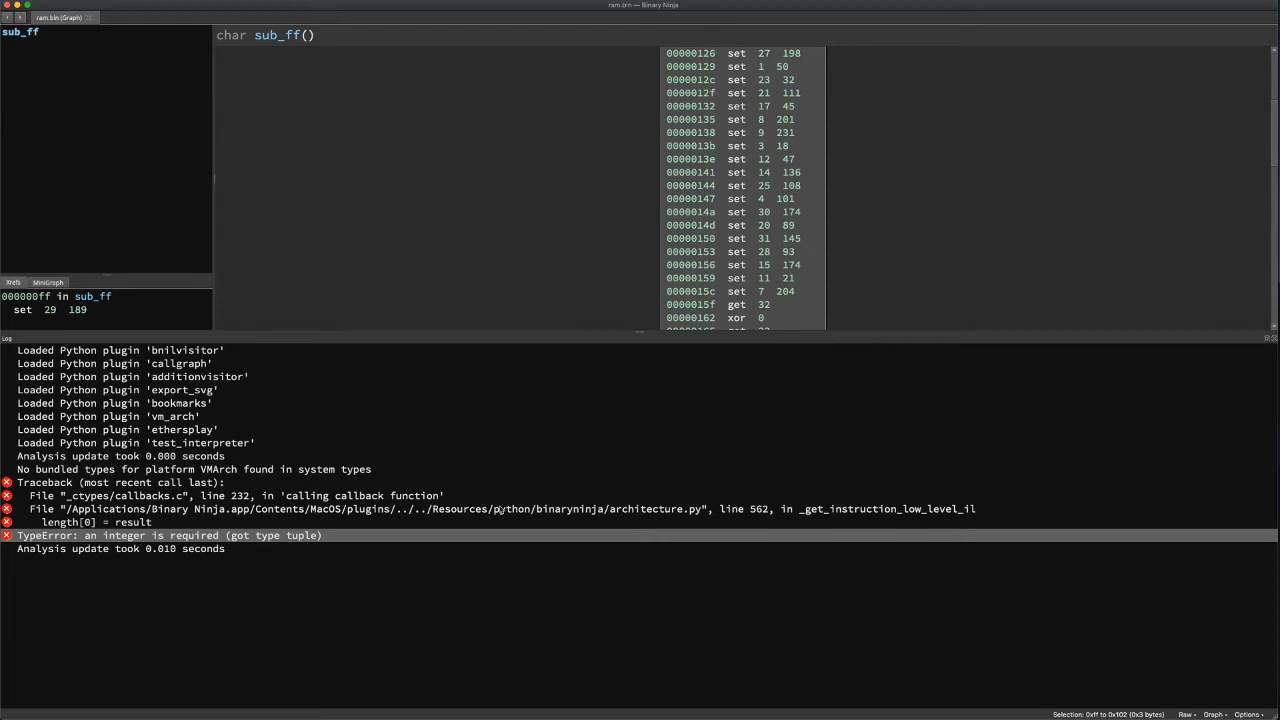 ram.bin — Binary Ninja
ram.bin (Graph)
sub_ff
char sub_ff()
00000126 set 27 198
00000129 set 1 50
0000012c set 23 32
0000012f set 21 111
00000132 set 17 45
00000135 set 8 201
00000138 set 9 231
0000013b set 3 18
0000013e set 12 47
00000141 set 14 136
00000144 set 25 108
00000147 set 4 101
0000014a set 30 174
0000014d set 20 89
00000150 set 31 145
00000153 set 28 93
00000156 set 15 174
00000159 set 11 21
0000015c set 7 204
0000015f get 32
00000162 xor 0
Xrefs MiniGraph
000000ff in sub_ff
set 29 189
Log
Loaded Python plugin 'bnilvisitor'
Loaded Python plugin 'callgraph'
Loaded Python plugin 'additionvisitor'
Loaded Python plugin 'export_svg'
Loaded Python plugin 'bookmarks'
Loaded Python plugin 'vm_arch'
Loaded Python plugin 'ethersplay'
Loaded Python plugin 'test_interpreter'
Analysis update took 0.000 seconds
No bundled types for platform VMArch found in system types
Traceback (most recent call last):
File "_ctypes/callbacks.c", line 232, in 'calling callback function'
File "/Applications/Binary Ninja.app/Contents/MacOS/plugins/../../Resources/python/binaryninja/architecture.py", line 562, in _get_instruction_low_level_il
length[0] = result
TypeError: an integer is required (got type tuple)
Analysis update took 0.010 seconds
Selection: 0xff to 0x102 (0x3 bytes) Raw Graph Options